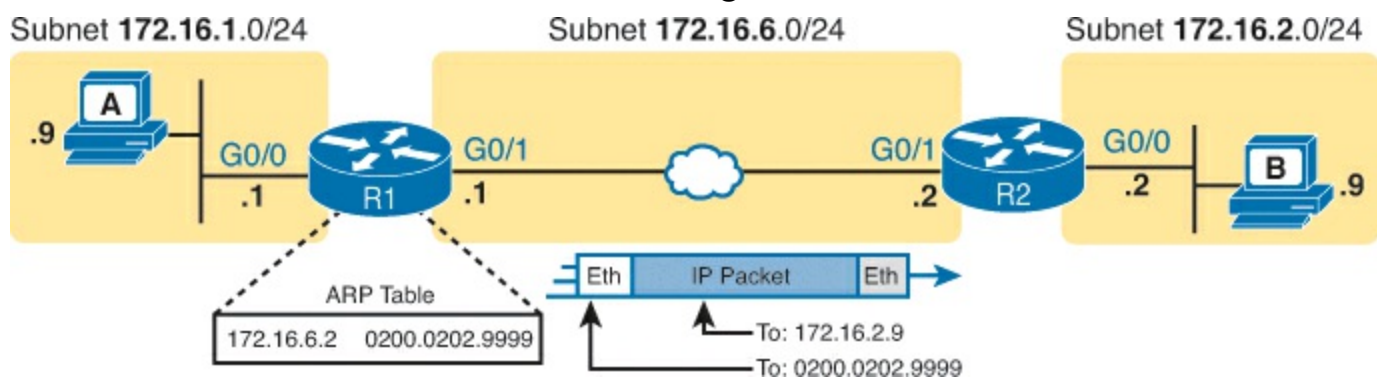 Subnet 172.16.1.0/24
Subnet 172.16.6.0/24
Subnet 172.16.2.0/24
A
.9
G0/0
.1
R1
G0/1
.1
G0/1
.2
R2
G0/0
.2
B
.9
ARP Table
172.16.6.2 0200.0202.9999
Eth IP Packet Eth
To: 172.16.2.9
To: 0200.0202.9999